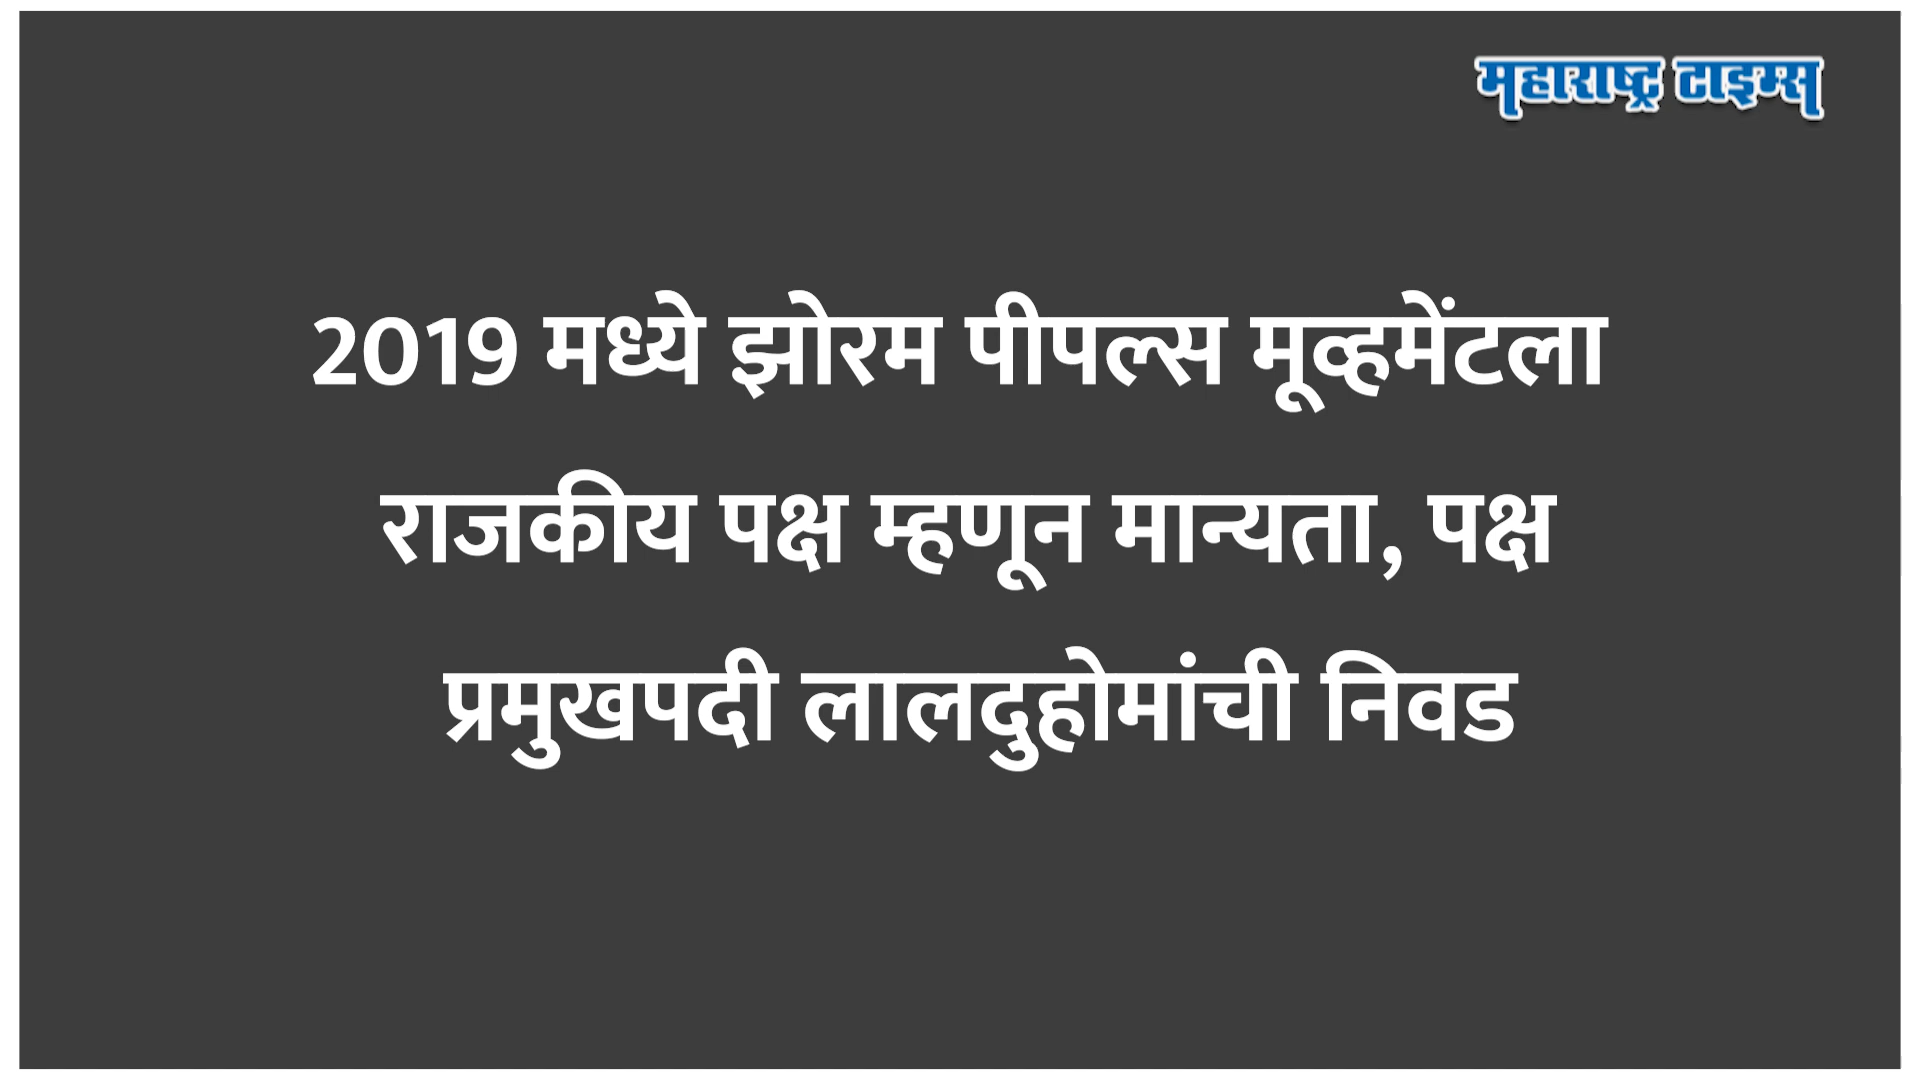 महाराष्ट्र टाइम्स
2019 मध्ये झोरम पीपल्स मूव्हमेंटला
राजकीय पक्ष म्हणून मान्यता, पक्ष
प्रमुखपदी लालदुहोमांची निवड